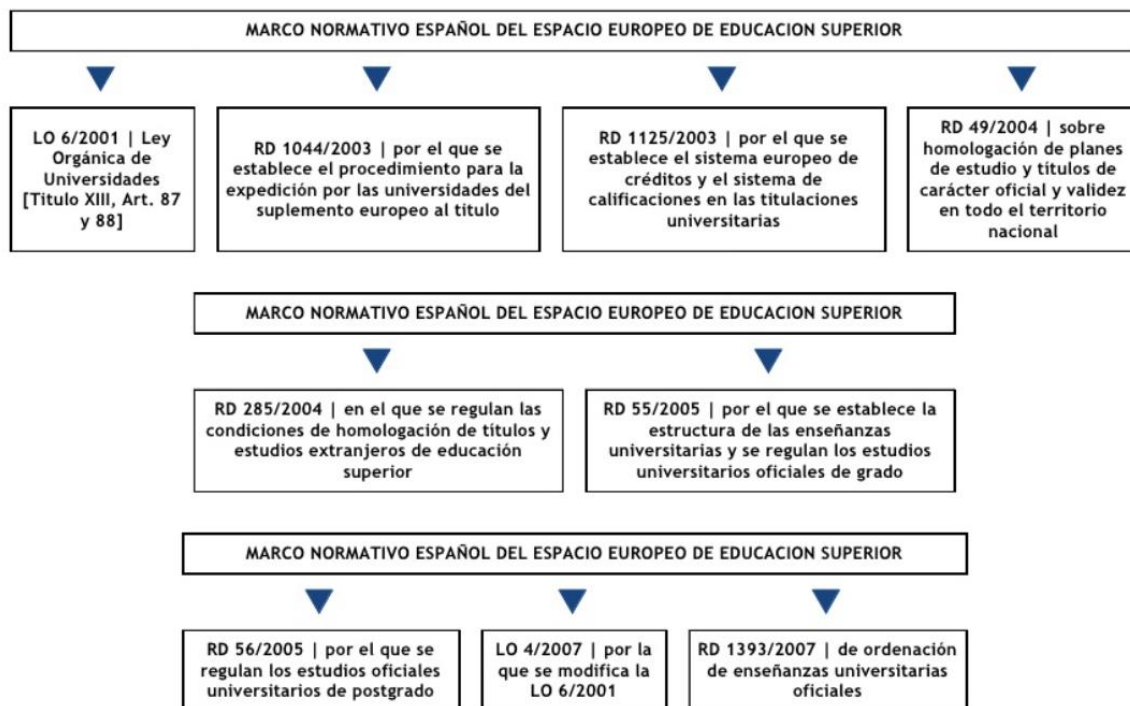 MARCO NORMATIVO ESPAÑOL DEL ESPACIO EUROPEO DE EDUCACION SUPERIOR
LO 6/2001 | Ley
Orgánica de
Universidades
[Título XIII, Art. 87
y 88]
RD 1044/2003 | por el que se
establece el procedimiento para la
expedición por las universidades del
suplemento europeo al título
RD 1125/2003 | por el que se
establece el sistema europeo de
créditos y el sistema de
calificaciones en las titulaciones
universitarias
RD 49/2004 | sobre
homologación de planes
de estudio y títulos de
carácter oficial y validez
en todo el territorio
nacional
MARCO NORMATIVO ESPAÑOL DEL ESPACIO EUROPEO DE EDUCACION SUPERIOR
RD 285/2004 | en el que se regulan las
condiciones de homologación de títulos y
estudios extranjeros de educación
superior
RD 55/2005 | por el que se establece la
estructura de las enseñanzas
universitarias y se regulan los estudios
universitarios oficiales de grado
MARCO NORMATIVO ESPAÑOL DEL ESPACIO EUROPEO DE EDUCACION SUPERIOR
RD 56/2005 | por el que se
regulan los estudios oficiales
universitarios de postgrado
LO 4/2007 | por la
que se modifica la
LO 6/2001
RD 1393/2007 | de ordenación
de enseñanzas universitarias
oficiales